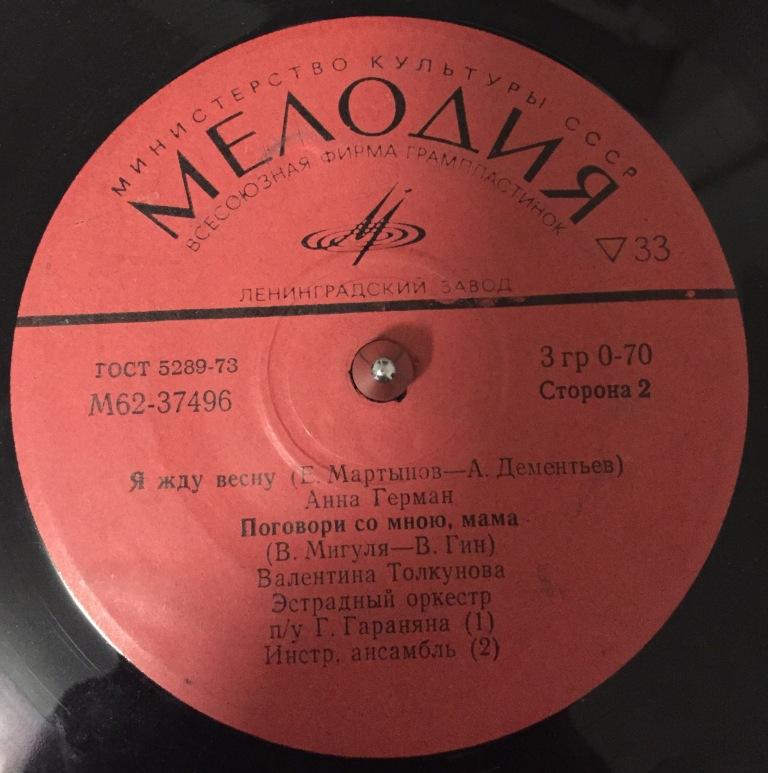 МИНИСТЕРСТВО КУЛЬТУРЫ СССР
МЕЛОДИЯ
ВСЕСОЮЗНАЯ ФИРМА ГРАМПЛАСТИНОК
▽ 33
ЛЕНИНГРАДСКИЙ ЗАВОД
ГОСТ 5289-73
М62-37496
3 гр 0-70
Сторона 2
Я жду весну (Е. Мартынов—А. Дементьев)
Анна Герман
Поговори со мною, мама
(В. Мигуля—В. Гин)
Валентина Толкунова
Эстрадный оркестр
п/у Г. Гараняна (1)
Инстр. ансамбль (2)